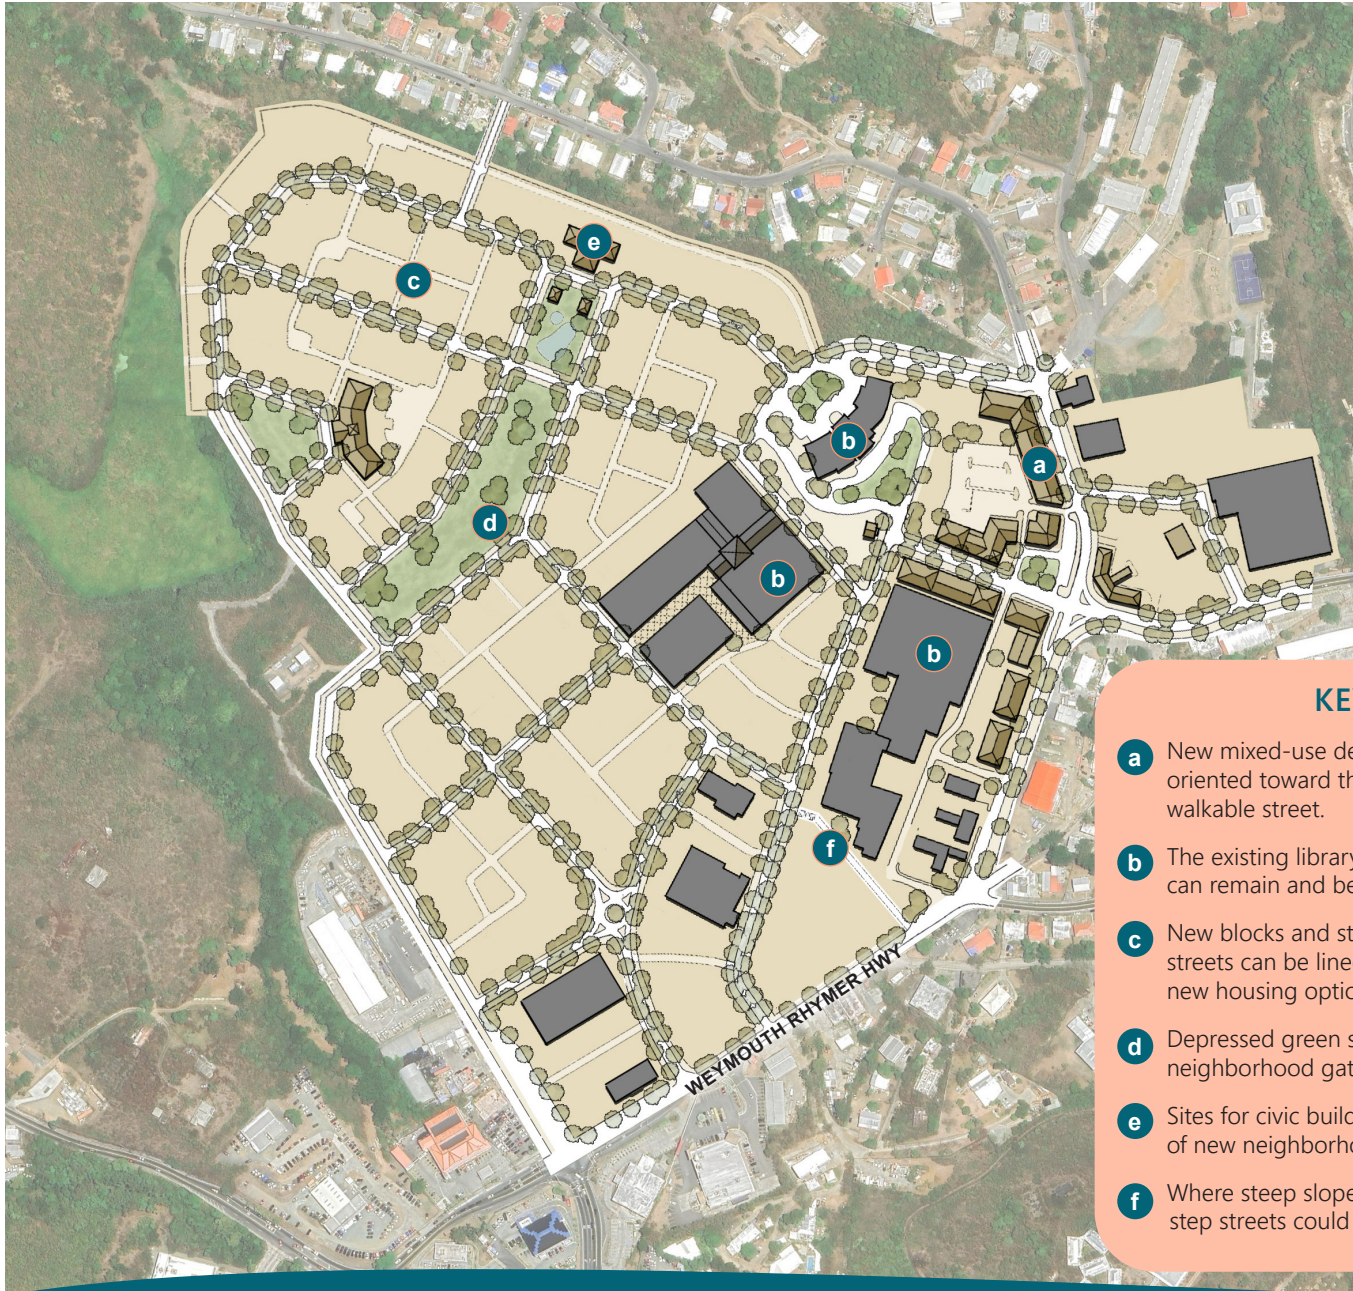 e
c
b
a
d
b
b
f
WEYMOUTH RHYMER HWY
KE
a New mixed-use de
oriented toward th
walkable street.
b The existing library
can remain and be
c New blocks and st
streets can be line
new housing optio
d Depressed green s
neighborhood gat
e Sites for civic build
of new neighborho
f Where steep slope
step streets could